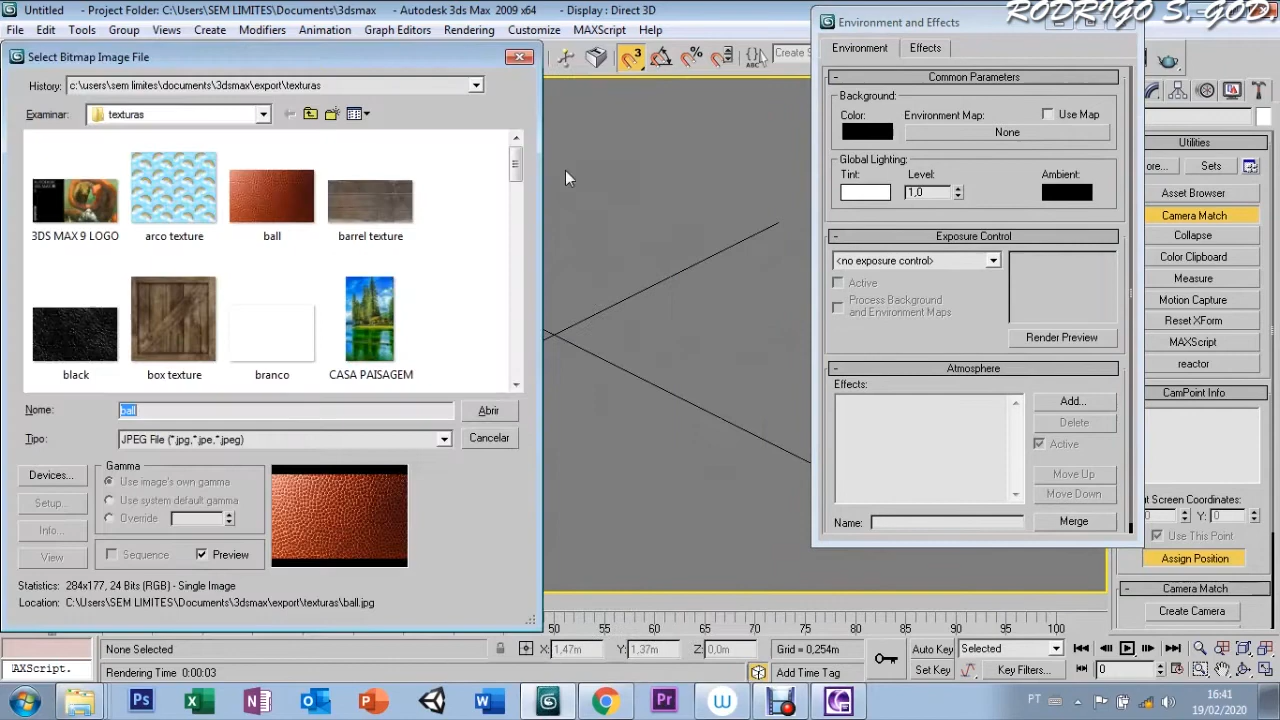 Untitled - Project Folder: C:\Users\SEM LIMITES\Documents\3dsmax - Autodesk 3ds Max 2009 x64 - Display : Direct 3D
RODRIGO S. GOD
File Edit Tools Group Views Create Modifiers Animation Graph Editors Rendering Customize MAXScript Help
Select Bitmap Image File
History: c:\users\sem limites\documents\3dsmax\export\texturas
Examinar: texturas
3DS MAX 9 LOGO arco texture ball barrel texture
black box texture branco CASA PAISAGEM
Nome: ball Abrir
Tipo: JPEG File (*.jpg,*.jpe,*.jpeg) Cancelar
Devices... Gamma
Setup... Use image's own gamma
Info... Use system default gamma
Override
View Sequence Preview
Statistics: 284x177, 24 Bits (RGB) - Single Image
Location: C:\Users\SEM LIMITES\Documents\3dsmax\export\texturas\ball.jpg
3 % ABC Create S
Environment and Effects
Environment Effects
- Common Parameters
Background:
Color: Environment Map: Use Map
None
Global Lighting:
Tint: Level: Ambient:
1,0
- Exposure Control
<no exposure control>
Active
Process Background
and Environment Maps
Render Preview
- Atmosphere
Effects:
Add...
Delete
Active
Move Up
Move Down
Name: Merge
Utilities
ore... Sets
Asset Browser
Camera Match
Collapse
Color Clipboard
Measure
Motion Capture
Reset XForm
MAXScript
reactor
CamPoint Info
t Screen Coordinates:
0 Y: 0
Use This Point
Assign Position
- Camera Match
Create Camera
50 55 60 65 70 75 80 85 90 95 100
None Selected X: 1,47m Y: 1,37m Z: 0,0m Grid = 0,254m Auto Key Selected
AXScript. Rendering Time 0:00:03 Add Time Tag Set Key Key Filters... 0
Ps X N O P W Pr W
PT 16:41
19/02/2020